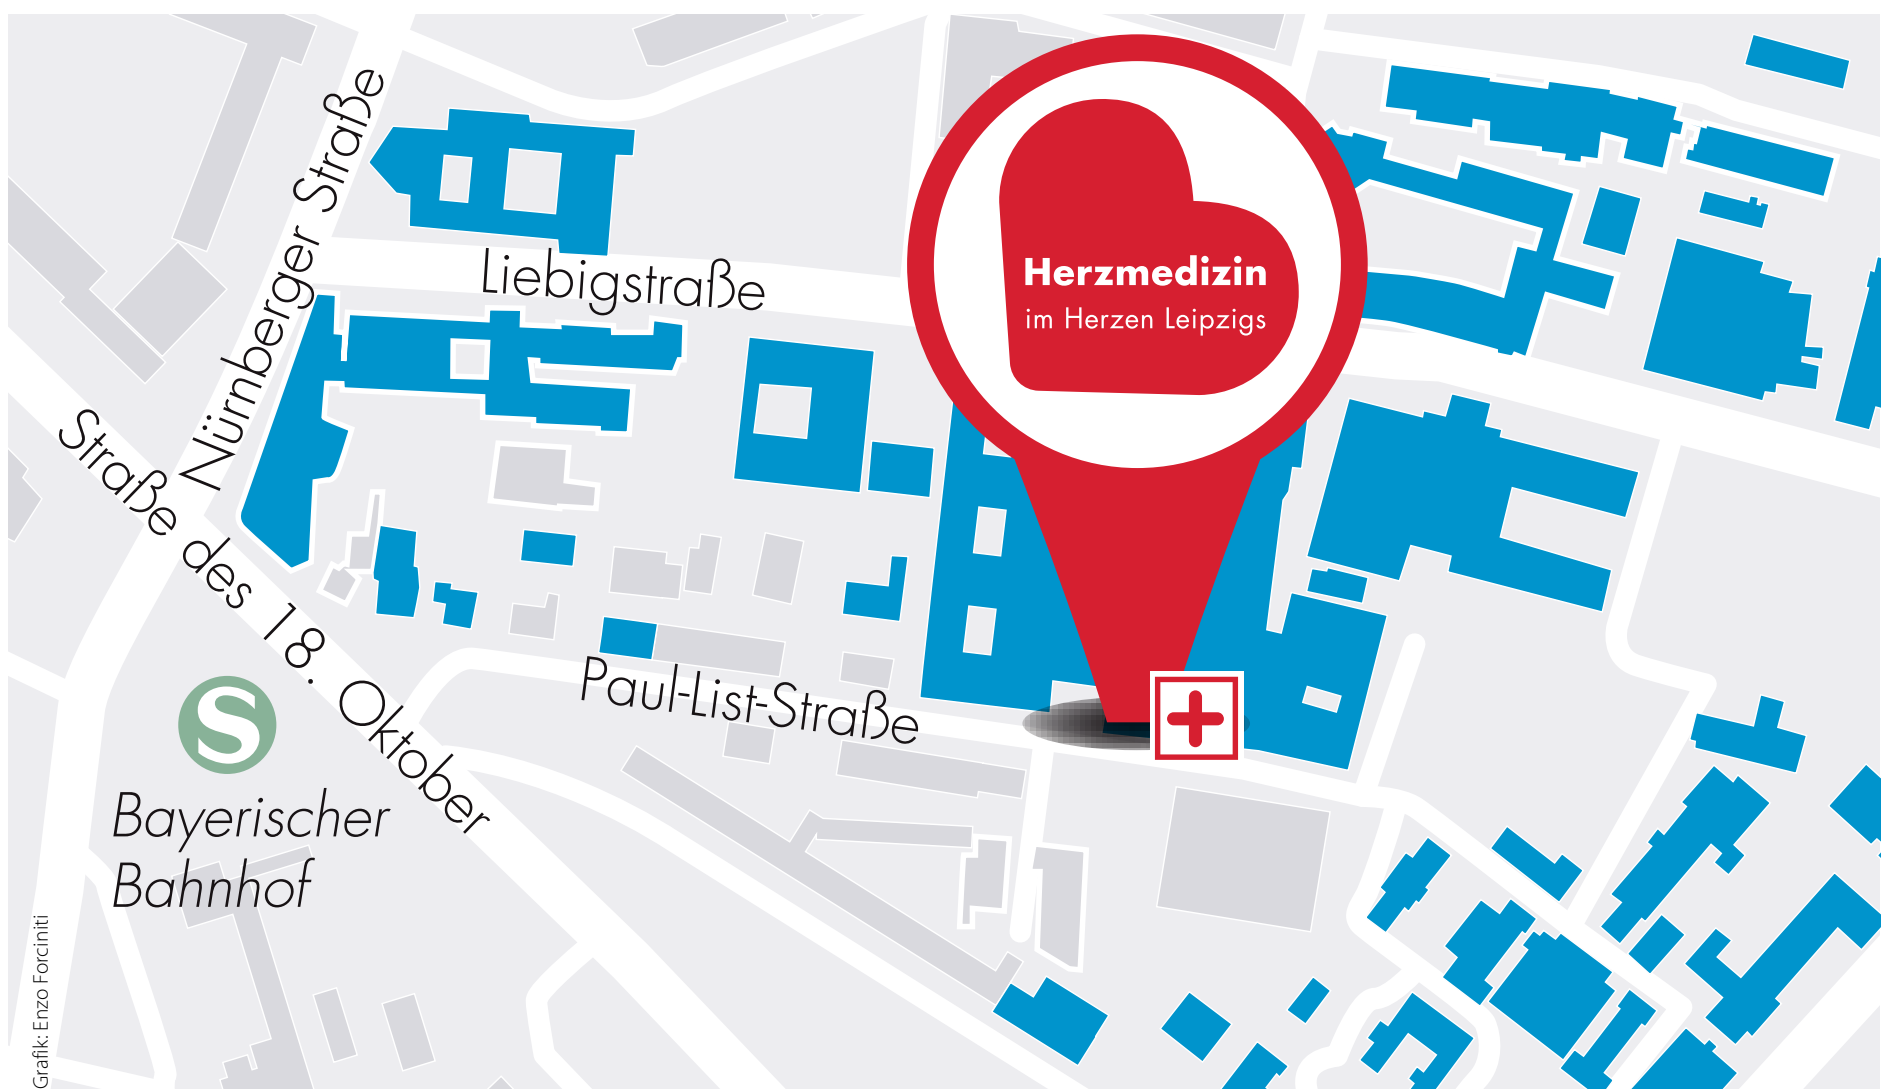 Nürnberger Straße
Liebigstraße
Herzmedizin
im Herzen Leipzigs
Straße des 18. Oktober
Paul-List-Straße
S
Bayerischer
Bahnhof
Grafik: Enzo Forciniti